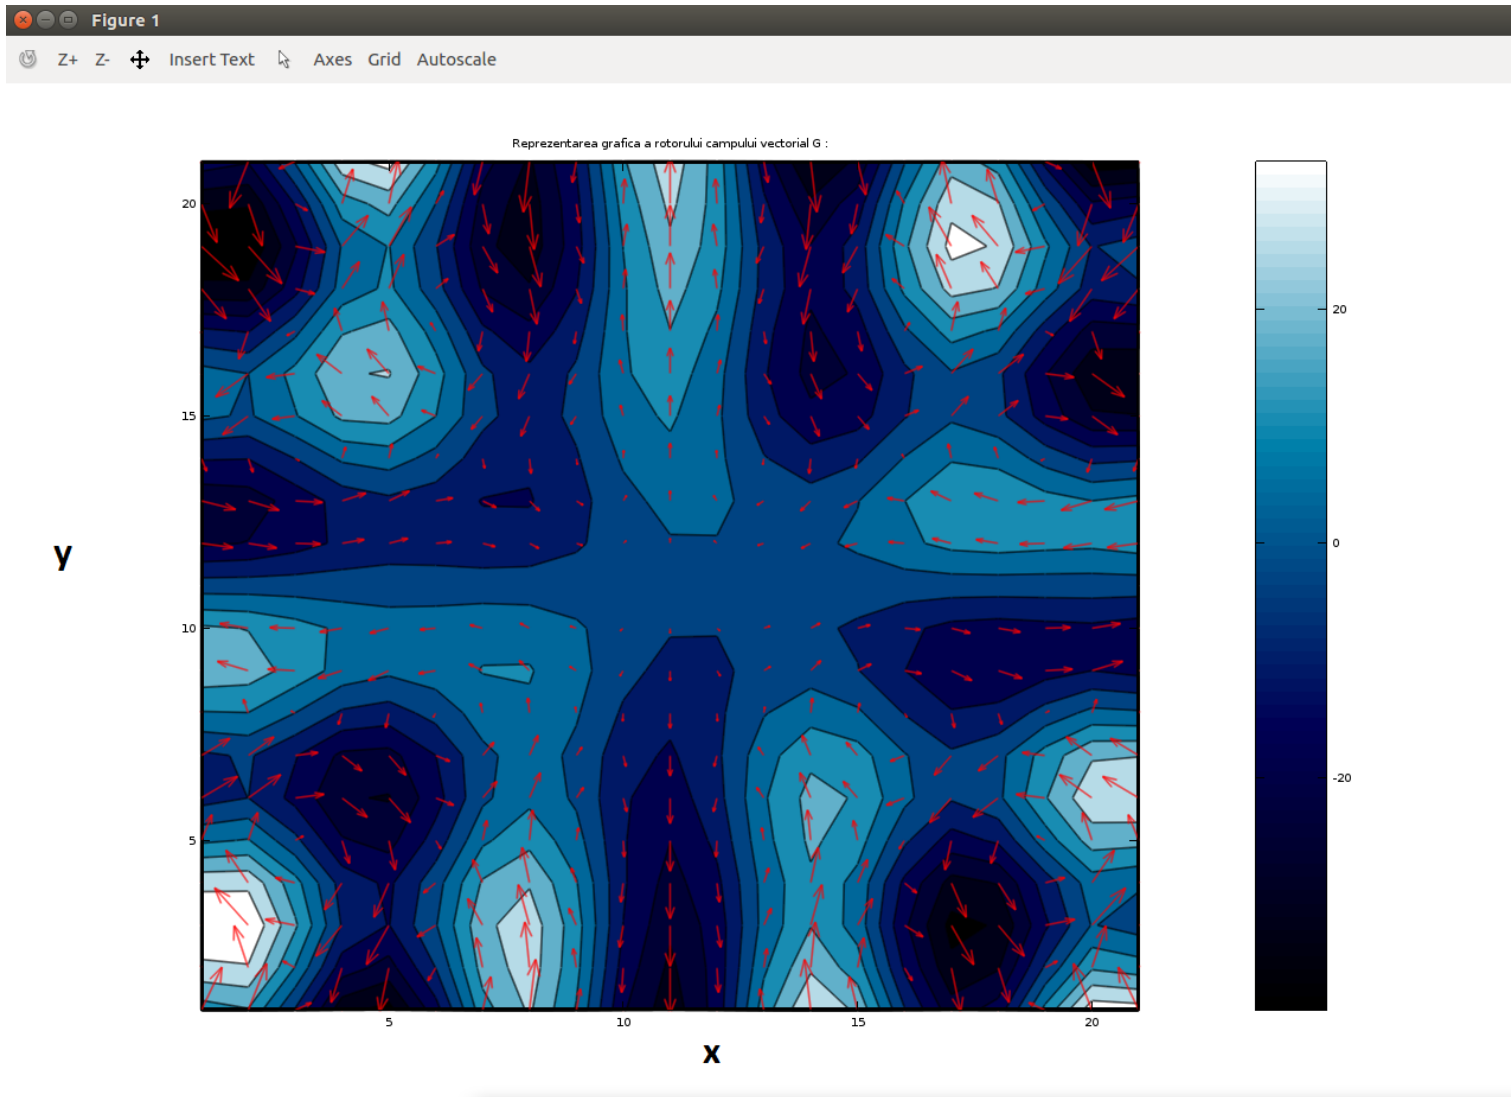 Figure 1
Z+ Z- Insert Text Axes Grid Autoscale
Reprezentarea grafica a rotorului campului vectorial G :
20
15
10
5
y
5 10 15 20
x
20
0
-20